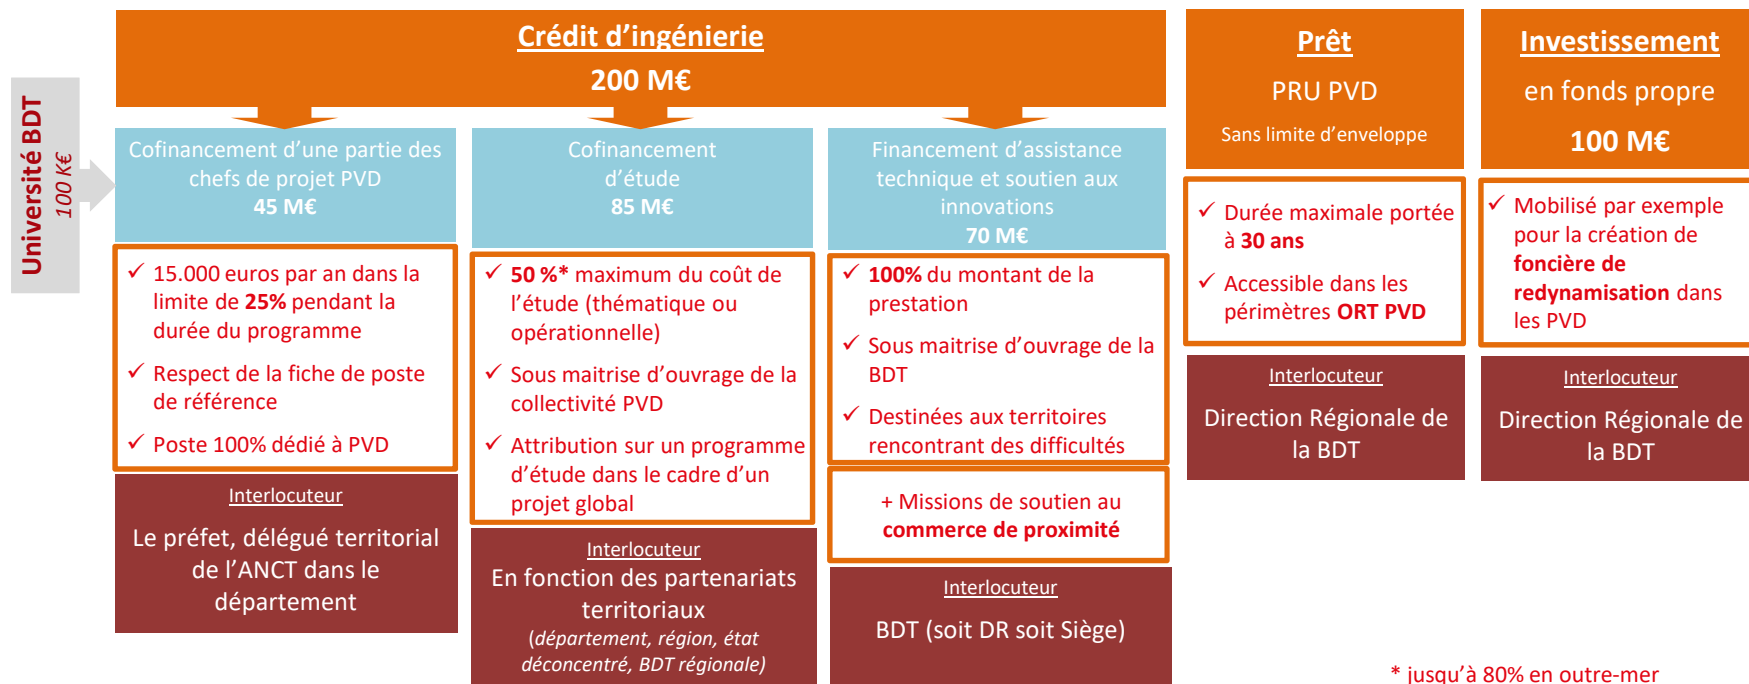 Université BDT
100 K€
Crédit d’ingénierie
200 M€
Cofinancement d’une partie des
chefs de projet PVD
45 M€
✓ 15.000 euros par an dans la
limite de 25% pendant la
durée du programme
✓ Respect de la fiche de poste
de référence
✓ Poste 100% dédié à PVD
Interlocuteur
Le préfet, délégué territorial
de l’ANCT dans le
département
Cofinancement
d’étude
85 M€
✓ 50 %* maximum du coût de
l’étude (thématique ou
opérationnelle)
✓ Sous maitrise d’ouvrage de la
collectivité PVD
✓ Attribution sur un programme
d’étude dans le cadre d’un
projet global
Interlocuteur
En fonction des partenariats
territoriaux
(département, région, état
déconcentré, BDT régionale)
Financement d’assistance
technique et soutien aux
innovations
70 M€
✓ 100% du montant de la
prestation
✓ Sous maitrise d’ouvrage de la
BDT
✓ Destinées aux territoires
rencontrant des difficultés
+ Missions de soutien au
commerce de proximité
Interlocuteur
BDT (soit DR soit Siège)
Prêt
PRU PVD
Sans limite d’enveloppe
✓ Durée maximale portée
à 30 ans
✓ Accessible dans les
périmètres ORT PVD
Interlocuteur
Direction Régionale de
la BDT
Investissement
en fonds propre
100 M€
✓ Mobilisé par exemple
pour la création de
foncière de
redynamisation dans
les PVD
Interlocuteur
Direction Régionale de
la BDT
* jusqu’à 80% en outre-mer